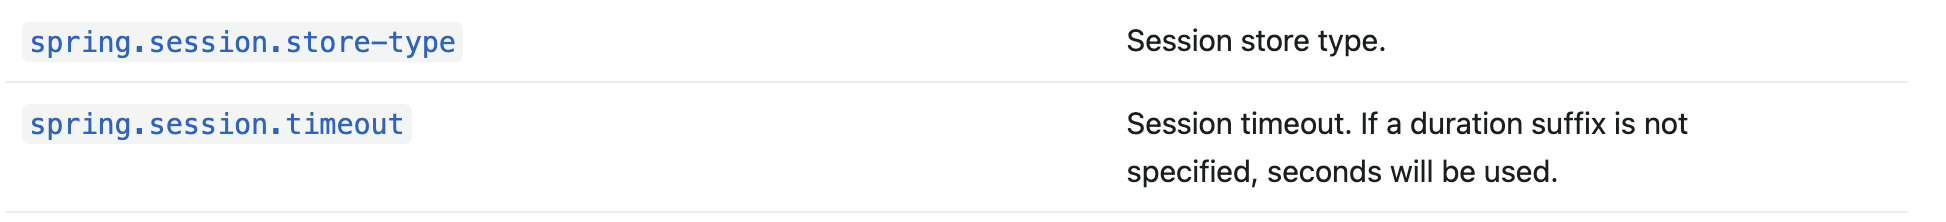 spring.session.store-type
Session store type.
spring.session.timeout
Session timeout. If a duration suffix is not
specified, seconds will be used.